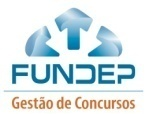 FUNDEP
Gestão de Concursos